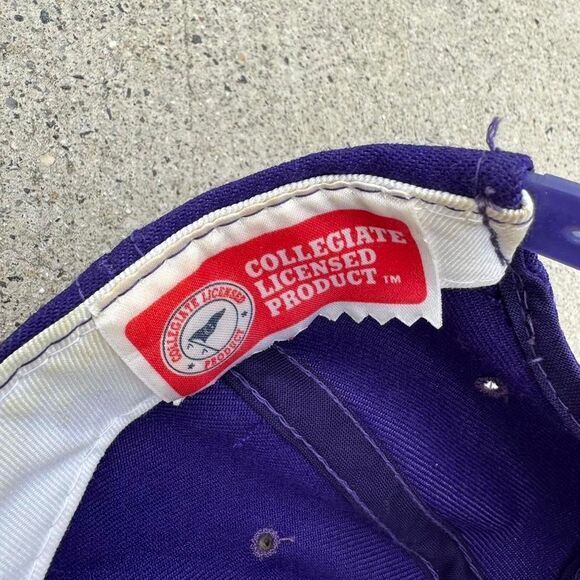 COLLEGIATE
LICENSED
PRODUCT™
COLLEGIATE LICENSED
PRODUCT